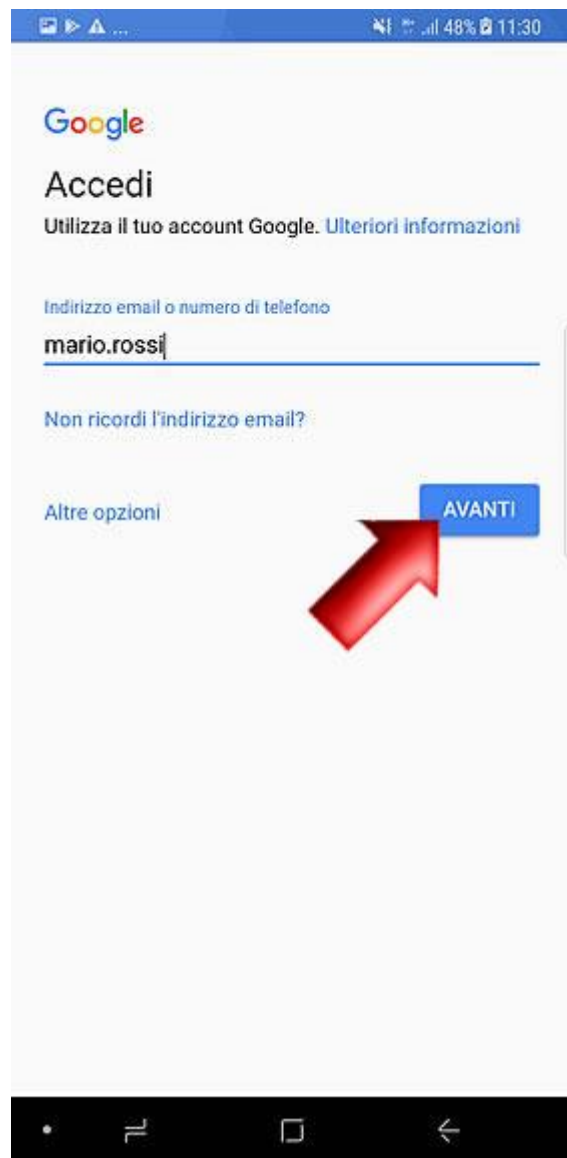 ... 48% 11:30
Google
Accedi
Utilizza il tuo account Google. Ulteriori informazioni
Indirizzo email o numero di telefono
mario.rossi
Non ricordi l'indirizzo email?
Altre opzioni
AVANTI